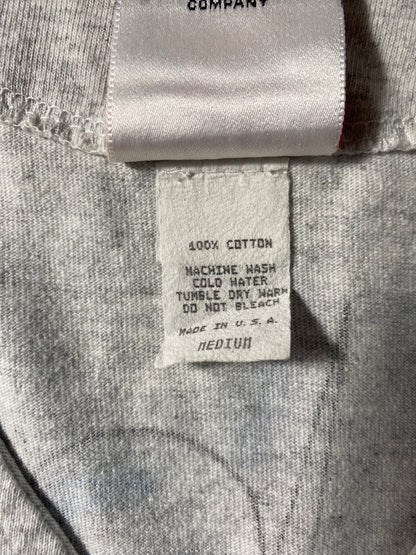 COMPANY
100% COTTON
MACHINE WASH
COLD WATER
TUMBLE DRY WARM
DO NOT BLEACH
MADE IN U.S.A.
MEDIUM